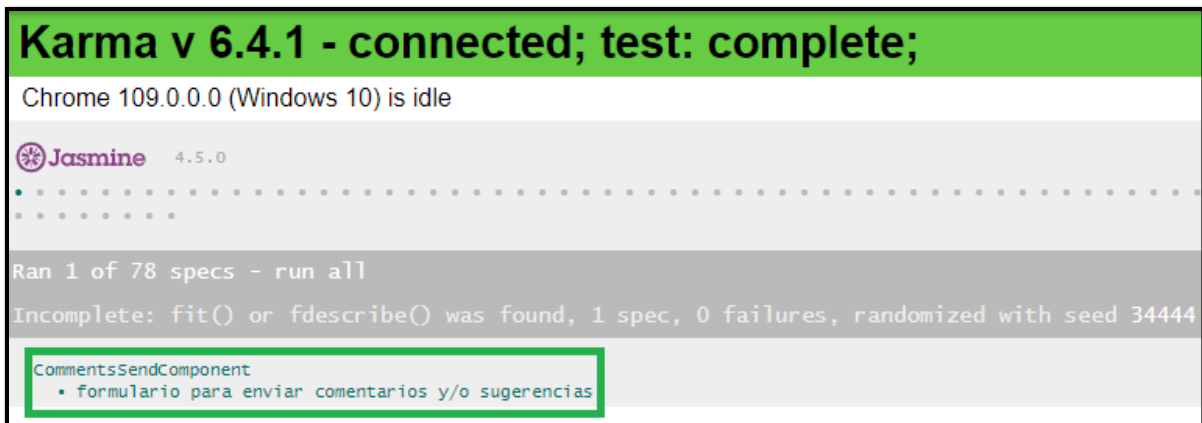 Karma v 6.4.1 - connected; test: complete;
Chrome 109.0.0.0 (Windows 10) is idle
Jasmine 4.5.0
Ran 1 of 78 specs - run all
Incomplete: fit() or fdescribe() was found, 1 spec, 0 failures, randomized with seed 34444
CommentsSendComponent
• formulario para enviar comentarios y/o sugerencias